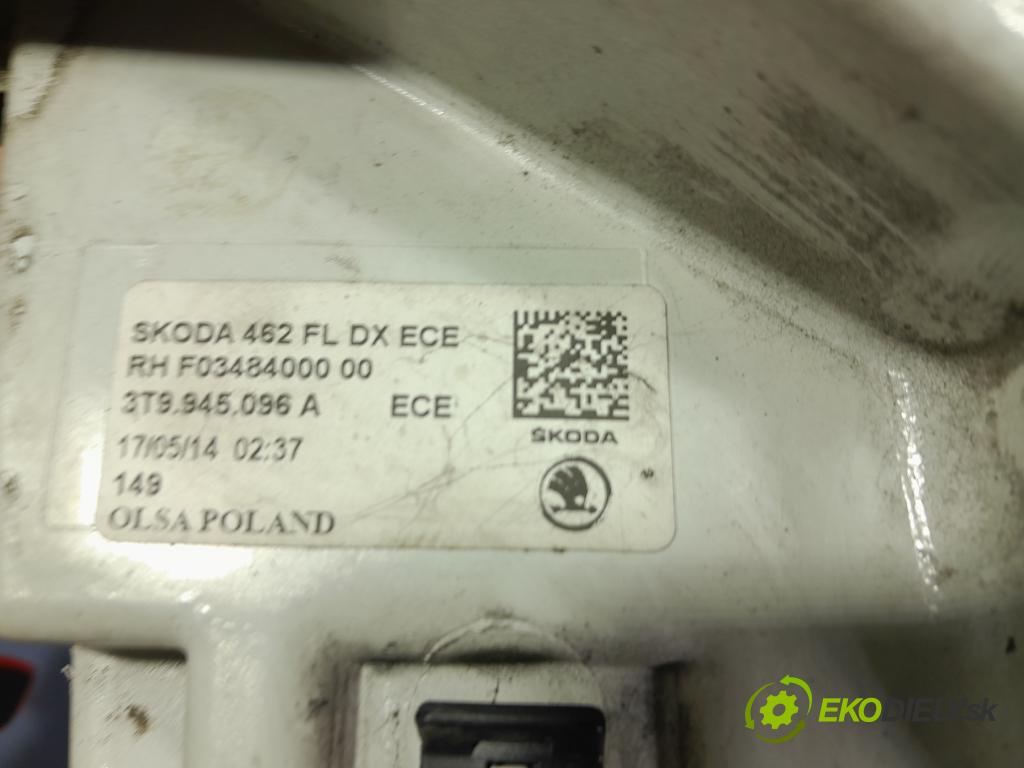 SKODA 462 FL DX ECE
RH F03484000 00
3T9.945.096 A ECE
17/05/14 02:37
149
OLSA POLAND
ŠKODA
EKODIELY.sk